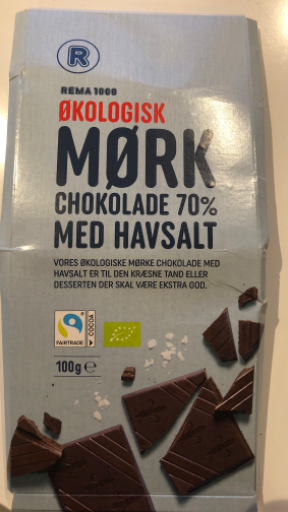 R
REMA 1000
ØKOLOGISK
MØRK
CHOKOLADE 70%
MED HAVSALT
VORES ØKOLOGISKE MØRKE CHOKOLADE MED
HAVSALT ER TIL DEN KRÆSNE TAND ELLER
DESSERTEN DER SKAL VÆRE EKSTRA GOD.
FAIRTRADE
COCOA
100g ℮